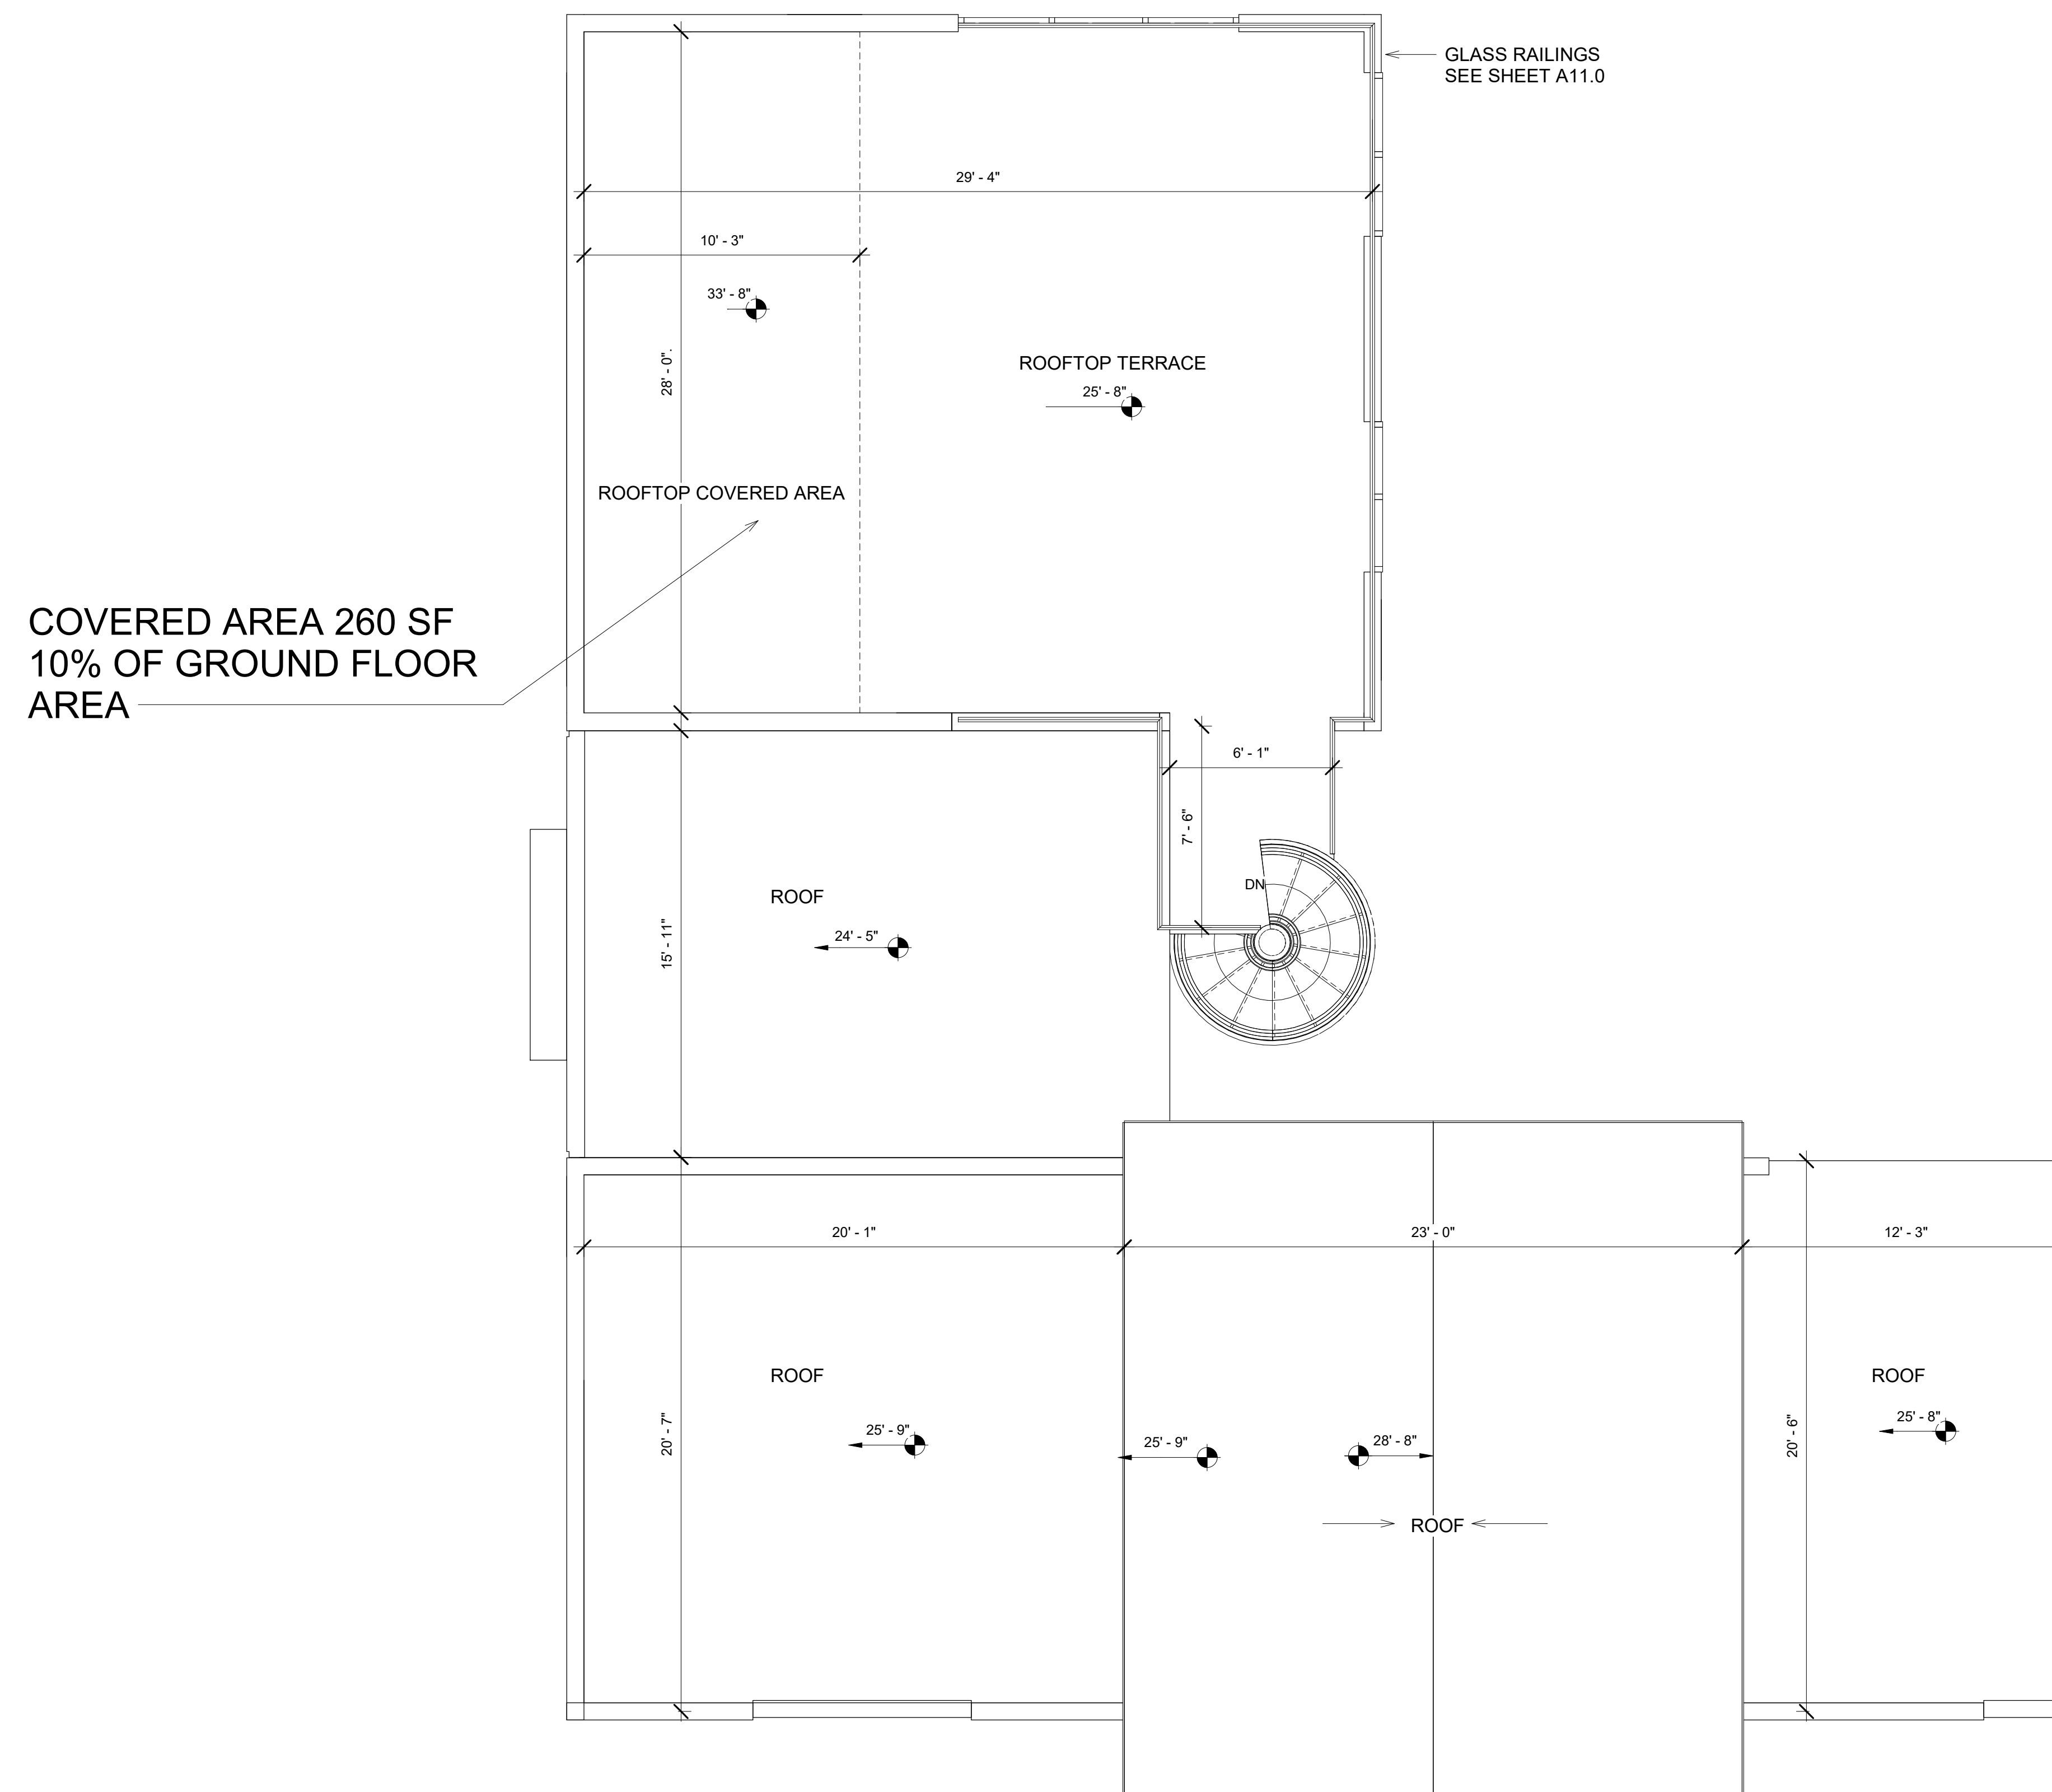 GLASS RAILINGS
SEE SHEET A11.0
29' - 4"
10' - 3"
33' - 8"
28' - 0".
ROOFTOP TERRACE
25' - 8"
ROOFTOP COVERED AREA
COVERED AREA 260 SF
10% OF GROUND FLOOR
AREA
6' - 1"
7' - 6"
DN
ROOF
24' - 5"
15' - 11"
20' - 1"
23' - 0"
12' - 3"
ROOF
25' - 9"
20' - 7"
25' - 9"
28' - 8"
ROOF
ROOF
25' - 8"
20' - 6"